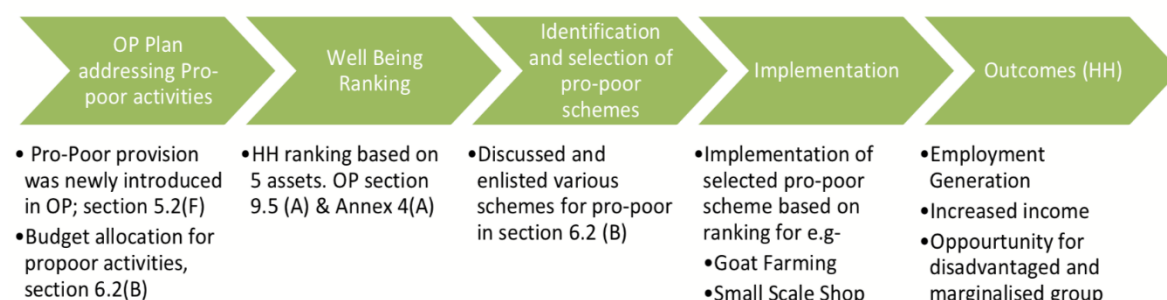 OP Plan
addressing Pro-
poor activities
Well Being
Ranking
Identification
and selection of
pro-poor
schemes
Implementation
Outcomes (HH)
• Pro-Poor provision
was newly introduced
in OP; section 5.2(F)
•Budget allocation for
propoor activities,
section 6.2(B)
•HH ranking based on
5 assets. OP section
9.5 (A) & Annex 4(A)
•Discussed and
enlisted various
schemes for pro-poor
in section 6.2 (B)
•Implementation of
selected pro-poor
scheme based on
ranking for e.g-
•Goat Farming
•Small Scale Shop
•Employment
Generation
•Increased income
•Oppourtunity for
disadvantaged and
marginalised group